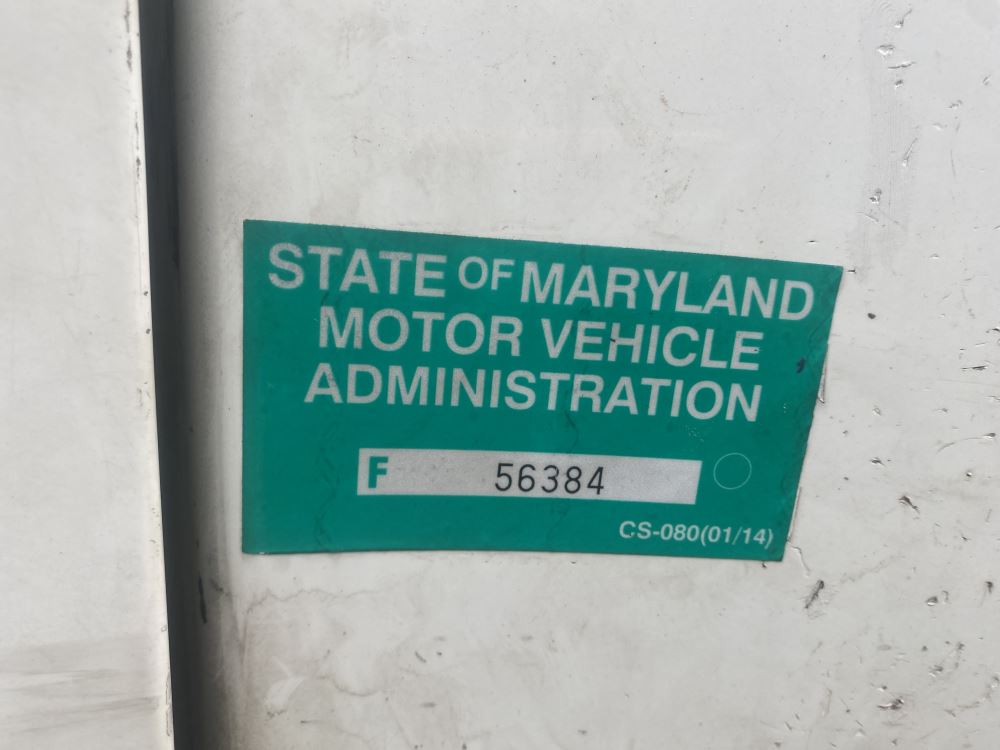 STATE OF MARYLAND
MOTOR VEHICLE
ADMINISTRATION
F 56384
CS-080(01/14)